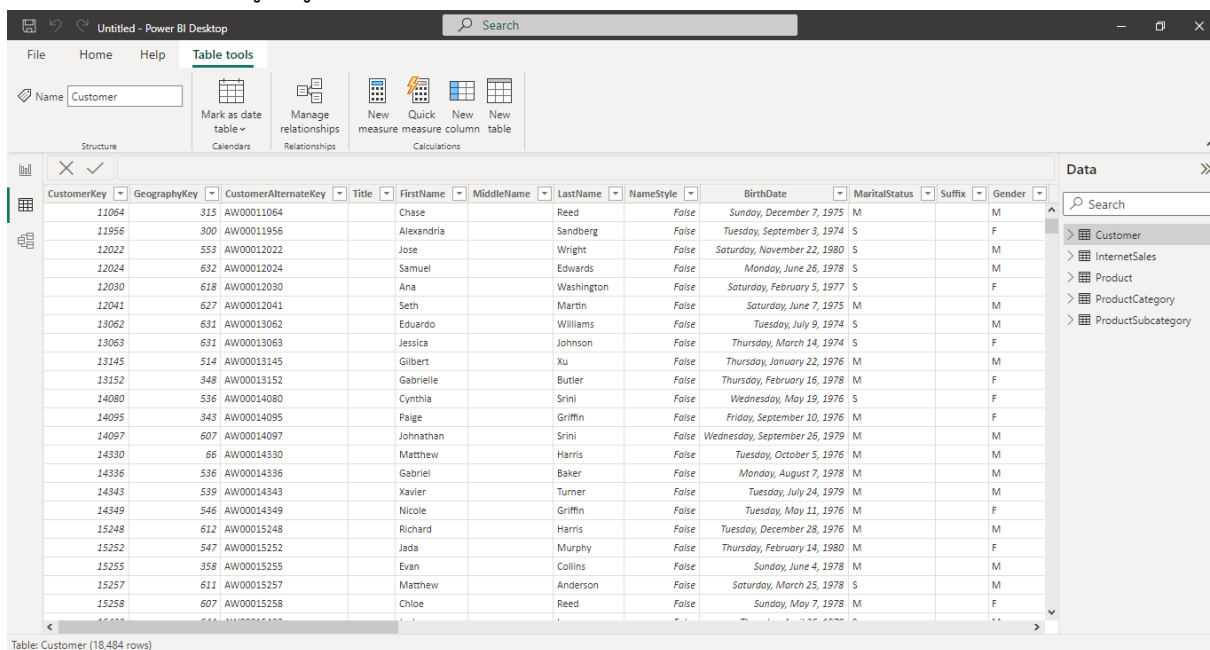 Untitled - Power BI Desktop
Search
File Home Help Table tools
Name Customer
Mark as date table
Manage relationships
New measure
Quick measure
New column
New table
Structure Calendars Relationships Calculations
Data
Search
Customer
InternetSales
Product
ProductCategory
ProductSubcategory
CustomerKey GeographyKey CustomerAlternateKey Title FirstName MiddleName LastName NameStyle BirthDate MaritalStatus Suffix Gender
11064 315 AW00011064 Chase Reed False Sunday, December 7, 1975 M M
11956 300 AW00011956 Alexandria Sandberg False Tuesday, September 3, 1974 S F
12022 553 AW00012022 Jose Wright False Saturday, November 22, 1980 S M
12024 632 AW00012024 Samuel Edwards False Monday, June 26, 1978 S M
12030 618 AW00012030 Ana Washington False Saturday, February 5, 1977 S F
12041 627 AW00012041 Seth Martin False Saturday, June 7, 1975 M M
13062 631 AW00013062 Eduardo Williams False Tuesday, July 9, 1974 S M
13063 631 AW00013063 Jessica Johnson False Thursday, March 14, 1974 S F
13145 514 AW00013145 Gilbert Xu False Thursday, January 22, 1976 M M
13152 348 AW00013152 Gabrielle Butler False Thursday, February 16, 1978 M F
14080 536 AW00014080 Cynthia Srini False Wednesday, May 19, 1976 S F
14095 343 AW00014095 Paige Griffin False Friday, September 10, 1976 M F
14097 607 AW00014097 Johnathan Srini False Wednesday, September 26, 1979 M M
14330 66 AW00014330 Matthew Harris False Tuesday, October 5, 1976 M M
14336 536 AW00014336 Gabriel Baker False Monday, August 7, 1978 M M
14343 539 AW00014343 Xavier Turner False Tuesday, July 24, 1979 M M
14349 546 AW00014349 Nicole Griffin False Tuesday, May 11, 1976 M F
15248 612 AW00015248 Richard Harris False Tuesday, December 28, 1976 M M
15252 547 AW00015252 Jada Murphy False Thursday, February 14, 1980 M F
15255 358 AW00015255 Evan Collins False Sunday, June 4, 1978 M M
15257 611 AW00015257 Matthew Anderson False Saturday, March 25, 1978 S M
15258 607 AW00015258 Chloe Reed False Sunday, May 7, 1978 M F
Table: Customer (18,484 rows)